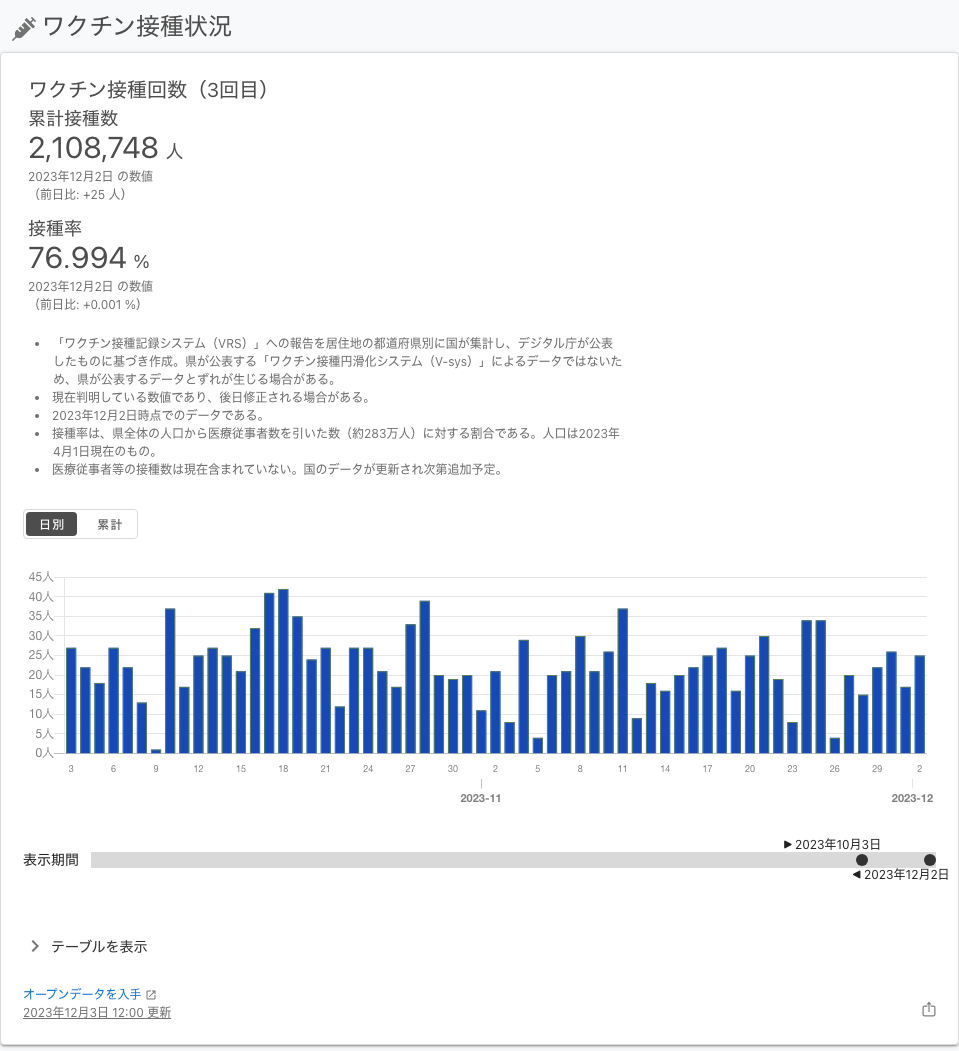 ワクチン接種状況
ワクチン接種回数（3回目）
累計接種数
2,108,748 人
2023年12月2日 の数値
（前日比: +25 人）
接種率
76.994 %
2023年12月2日 の数値
（前日比: +0.001 %）
「ワクチン接種記録システム（VRS）」への報告を居住地の都道府県別に国が集計し、デジタル庁が公表
したものに基づき作成。県が公表する「ワクチン接種円滑化システム（V-sys）」によるデータではないた
め、県が公表するデータとずれが生じる場合がある。
現在判明している数値であり、後日修正される場合がある。
2023年12月2日時点でのデータである。
接種率は、県全体の人口から医療従事者数を引いた数（約283万人）に対する割合である。人口は2023年
4月1日現在のもの。
医療従事者等の接種数は現在含まれていない。国のデータが更新され次第追加予定。
日別 累計
45人
40人
35人
30人
25人
20人
15人
10人
5人
0人
3 6 9 12 15 18 21 24 27 30 2 5 8 11 14 17 20 23 26 29 2
2023-11 2023-12
▶ 2023年10月3日
表示期間
◀ 2023年12月2日
テーブルを表示
オープンデータを入手
2023年12月3日 12:00 更新